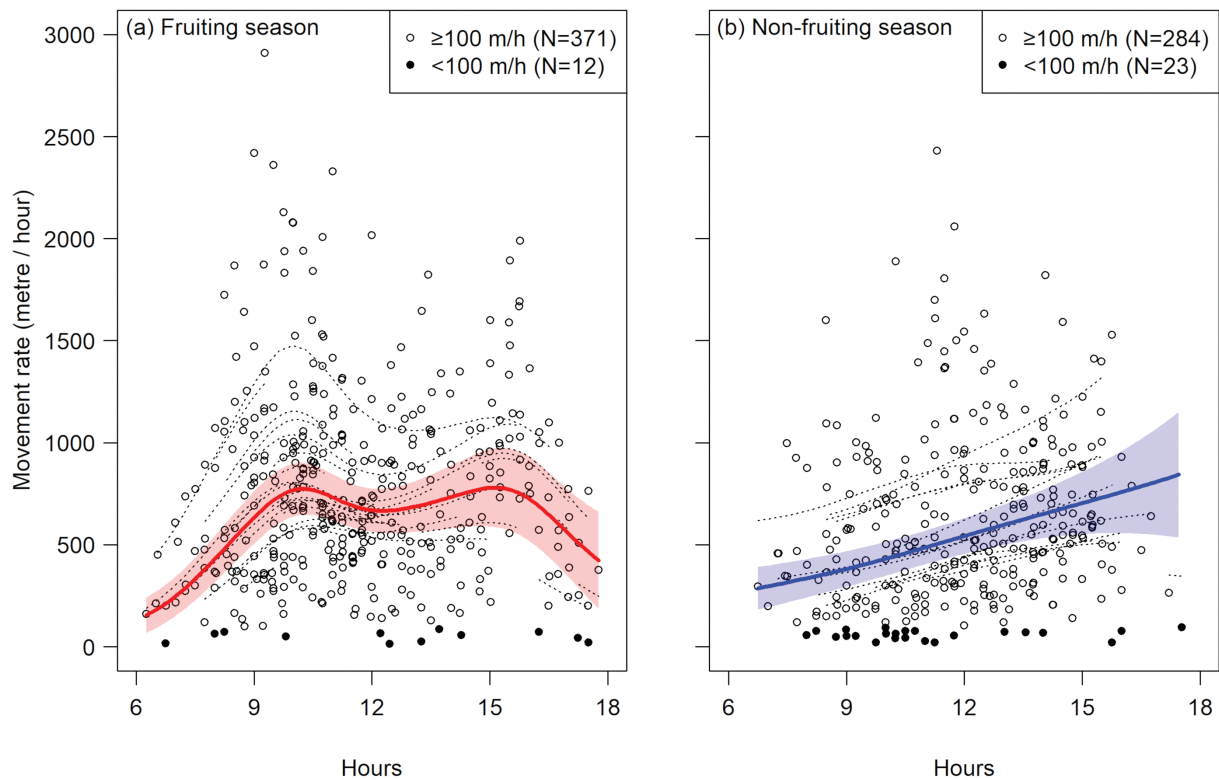 (a) Fruiting season
≥100 m/h (N=371)
<100 m/h (N=12)
(b) Non-fruiting season
≥100 m/h (N=284)
<100 m/h (N=23)
Movement rate (metre / hour)
3000
2500
2000
1500
1000
500
0
6 9 12 15 18
6 9 12 15 18
Hours
Hours